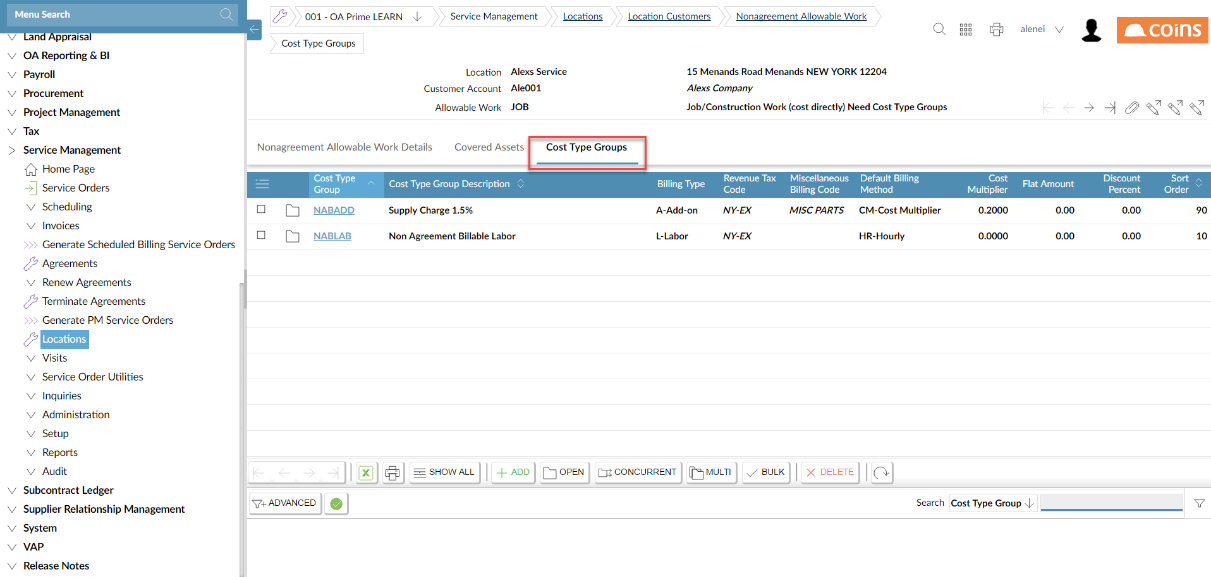 Menu Search
Land Appraisal
OA Reporting & BI
Payroll
Procurement
Project Management
Tax
Service Management
Home Page
Service Orders
Scheduling
Invoices
Generate Scheduled Billing Service Orders
Agreements
Renew Agreements
Terminate Agreements
Generate PM Service Orders
Locations
Visits
Service Order Utilities
Inquiries
Administration
Setup
Reports
Audit
Subcontract Ledger
Supplier Relationship Management
System
VAP
Release Notes
001 - OA Prime LEARN Service Management Locations Location Customers Nonagreement Allowable Work
Cost Type Groups
alenei
coins
Location Alexs Service 15 Menands Road Menands NEW YORK 12204
Customer Account Ale001 Alexs Company
Allowable Work JOB Job/Construction Work (cost directly) Need Cost Type Groups
Nonagreement Allowable Work Details Covered Assets Cost Type Groups
Cost Type Group Cost Type Group Description Billing Type Revenue Tax Code Miscellaneous Billing Code Default Billing Method Cost Multiplier Flat Amount Discount Percent Sort Order
NABADD Supply Charge 1.5% A-Add-on NY-EX MISC PARTS CM-Cost Multiplier 0.2000 0.00 0.00 90
NABLAB Non Agreement Billable Labor L-Labor NY-EX HR-Hourly 0.0000 0.00 0.00 10
SHOW ALL ADD OPEN CONCURRENT MULTI BULK DELETE
ADVANCED Search Cost Type Group